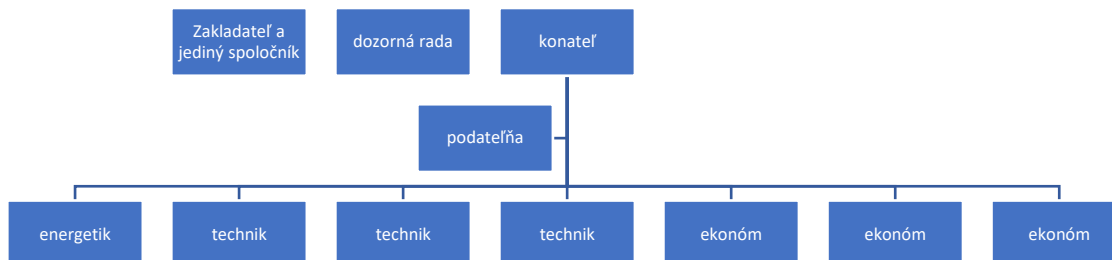 Zakladateľ a
jediný spoločník
dozorná rada
konateľ
podateľňa
energetik
technik
technik
technik
ekonóm
ekonóm
ekonóm